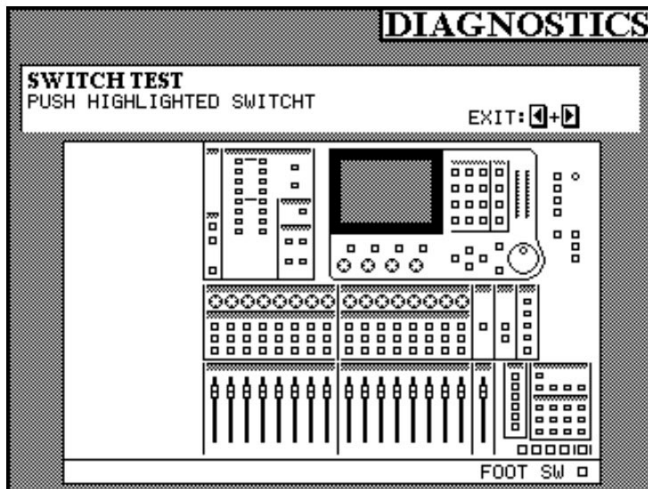 DIAGNOSTICS
SWITCH TEST
PUSH HIGHLIGHTED SWITCHT
EXIT:◀+▶
FOOT SW